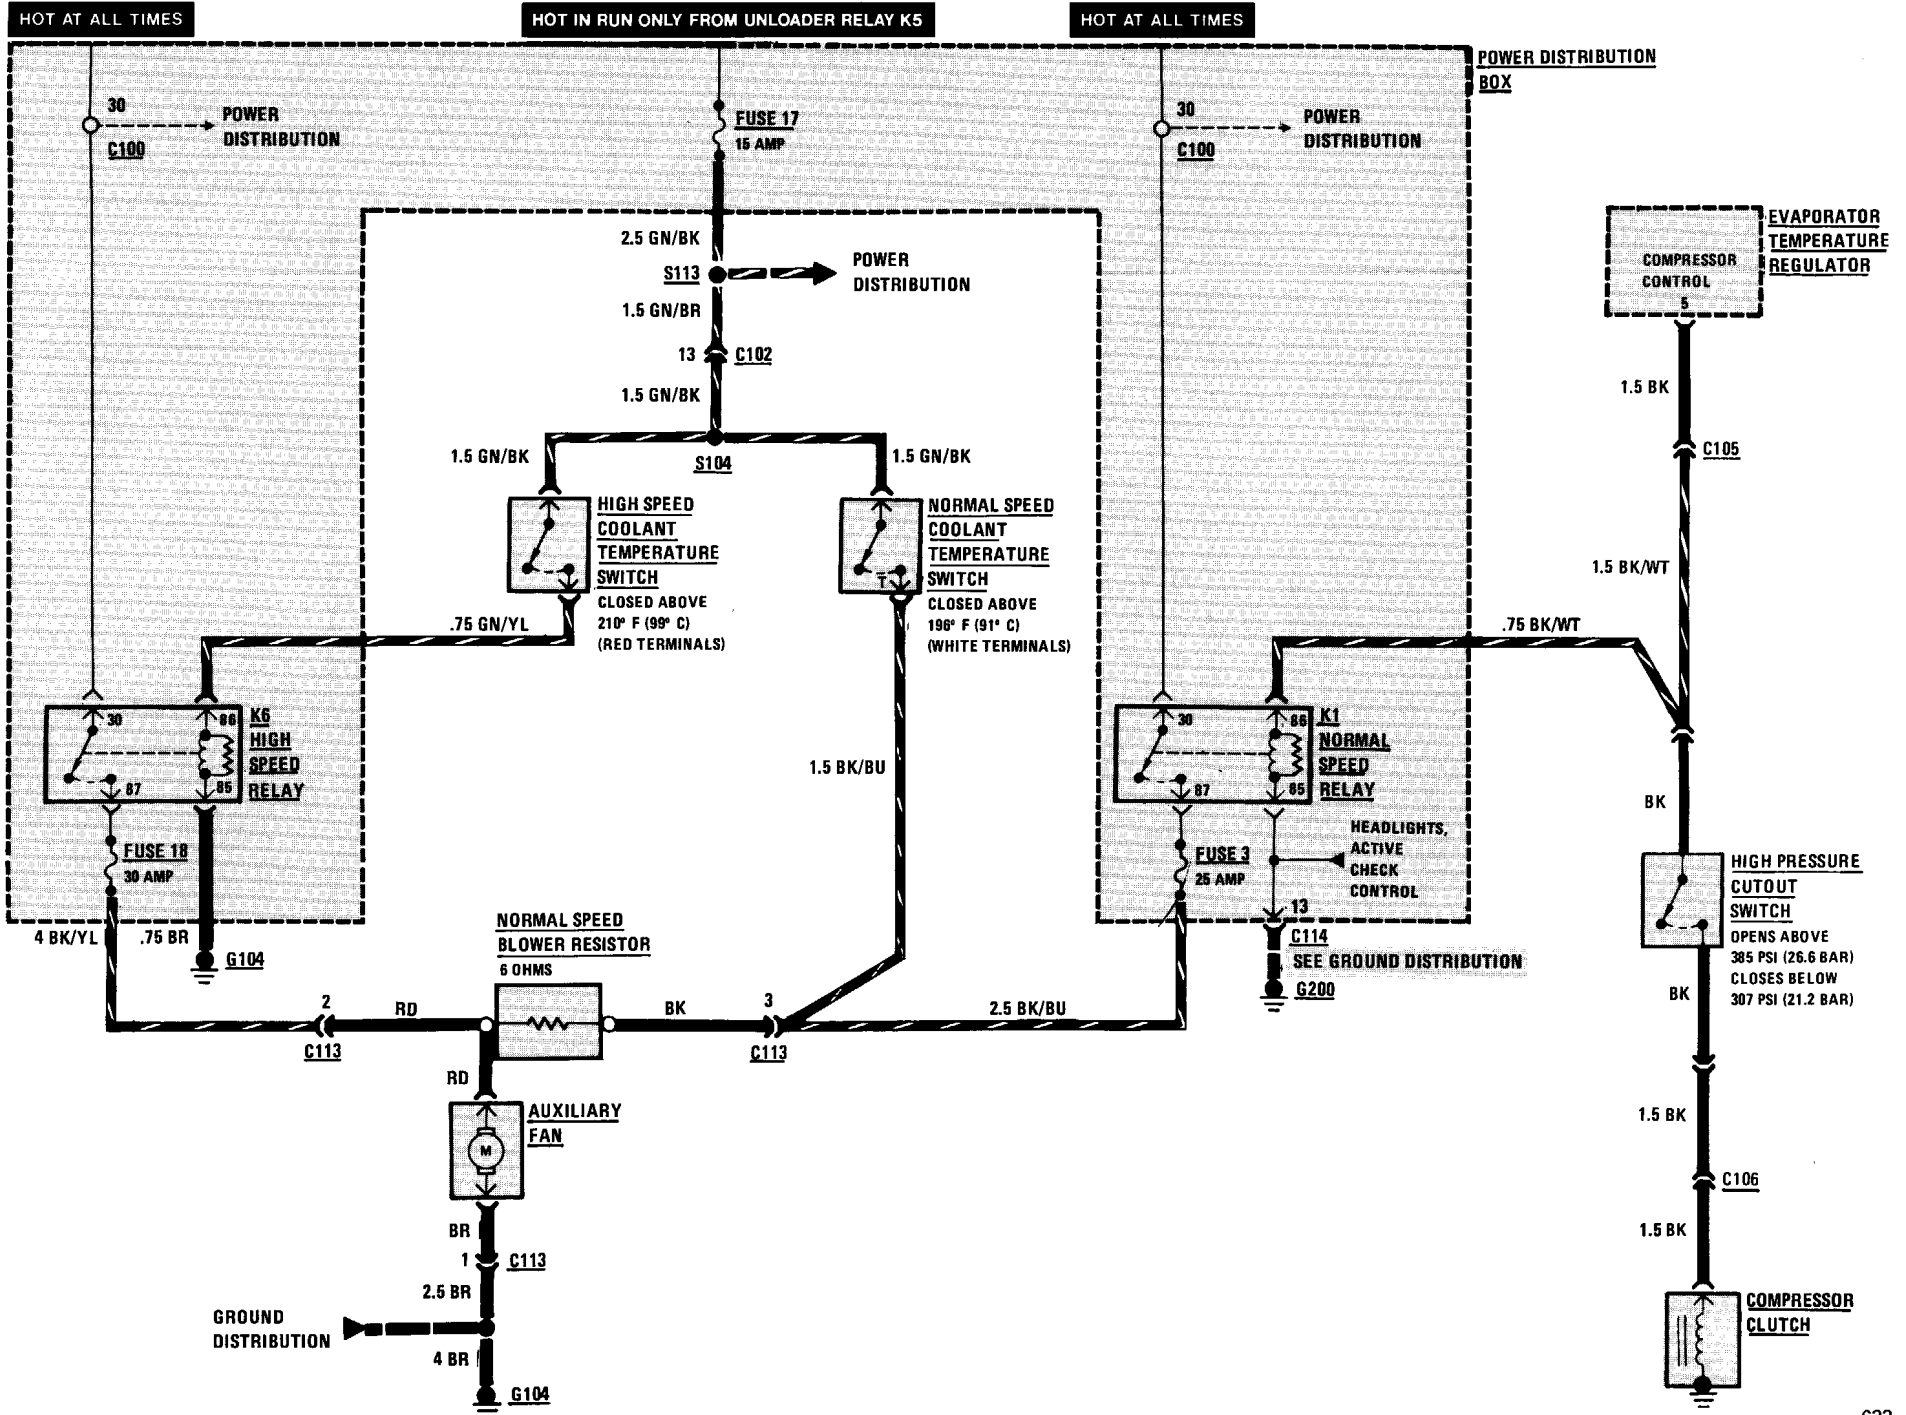 HOT AT ALL TIMES
HOT IN RUN ONLY FROM UNLOADER RELAY K5
HOT AT ALL TIMES
POWER DISTRIBUTION
BOX
30
C100
POWER
DISTRIBUTION
FUSE 17
15 AMP
30
C100
POWER
DISTRIBUTION
2.5 GN/BK
S113
POWER
DISTRIBUTION
1.5 GN/BR
13
C102
1.5 GN/BK
1.5 GN/BK
S104
1.5 GN/BK
EVAPORATOR
TEMPERATURE
REGULATOR
COMPRESSOR
CONTROL
5
1.5 BK
C105
1.5 BK/WT
HIGH SPEED
COOLANT
TEMPERATURE
SWITCH
CLOSED ABOVE
210° F (99° C)
(RED TERMINALS)
NORMAL SPEED
COOLANT
TEMPERATURE
SWITCH
CLOSED ABOVE
196° F (91° C)
(WHITE TERMINALS)
T
.75 GN/YL
.75 BK/WT
30
86
87
85
K6
HIGH
SPEED
RELAY
1.5 BK/BU
30
86
87
85
K1
NORMAL
SPEED
RELAY
BK
FUSE 18
30 AMP
FUSE 3
25 AMP
HEADLIGHTS,
ACTIVE
CHECK
CONTROL
13
C114
SEE GROUND DISTRIBUTION
G200
HIGH PRESSURE
CUTOUT
SWITCH
OPENS ABOVE
385 PSI (26.6 BAR)
CLOSES BELOW
307 PSI (21.2 BAR)
4 BK/YL
.75 BR
G104
NORMAL SPEED
BLOWER RESISTOR
6 OHMS
2
C113
RD
BK
3
C113
2.5 BK/BU
BK
RD
AUXILIARY
FAN
M
BR
1
C113
2.5 BR
GROUND
DISTRIBUTION
4 BR
G104
1.5 BK
C106
1.5 BK
COMPRESSOR
CLUTCH